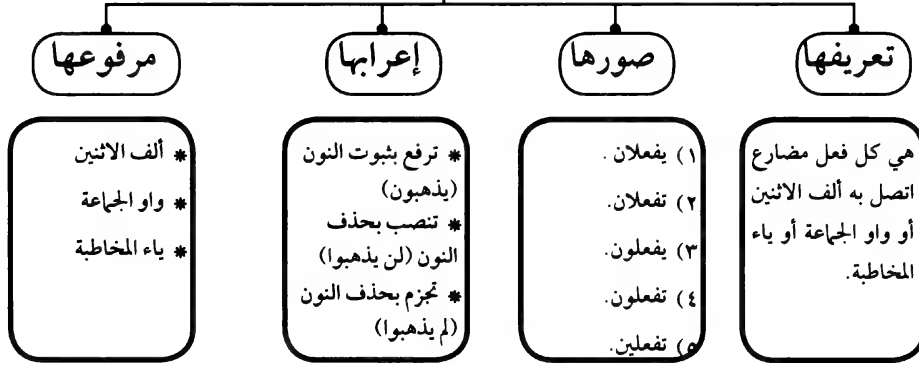 تعريفها
هي كل فعل مضارع
اتصل به ألف الاثنين
أو واو الجماعة أو ياء
المخاطبة.
صورها
١) يفعلان.
٢) تفعلان.
٣) يفعلون.
٤) تفعلون.
٥) تفعلين.
إعرابها
* ترفع بثبوت النون
(يذهبون)
* تنصب بحذف
النون (لن يذهبوا)
* تجزم بحذف النون
(لم يذهبوا)
مرفوعها
* ألف الاثنين
* واو الجماعة
* ياء المخاطبة